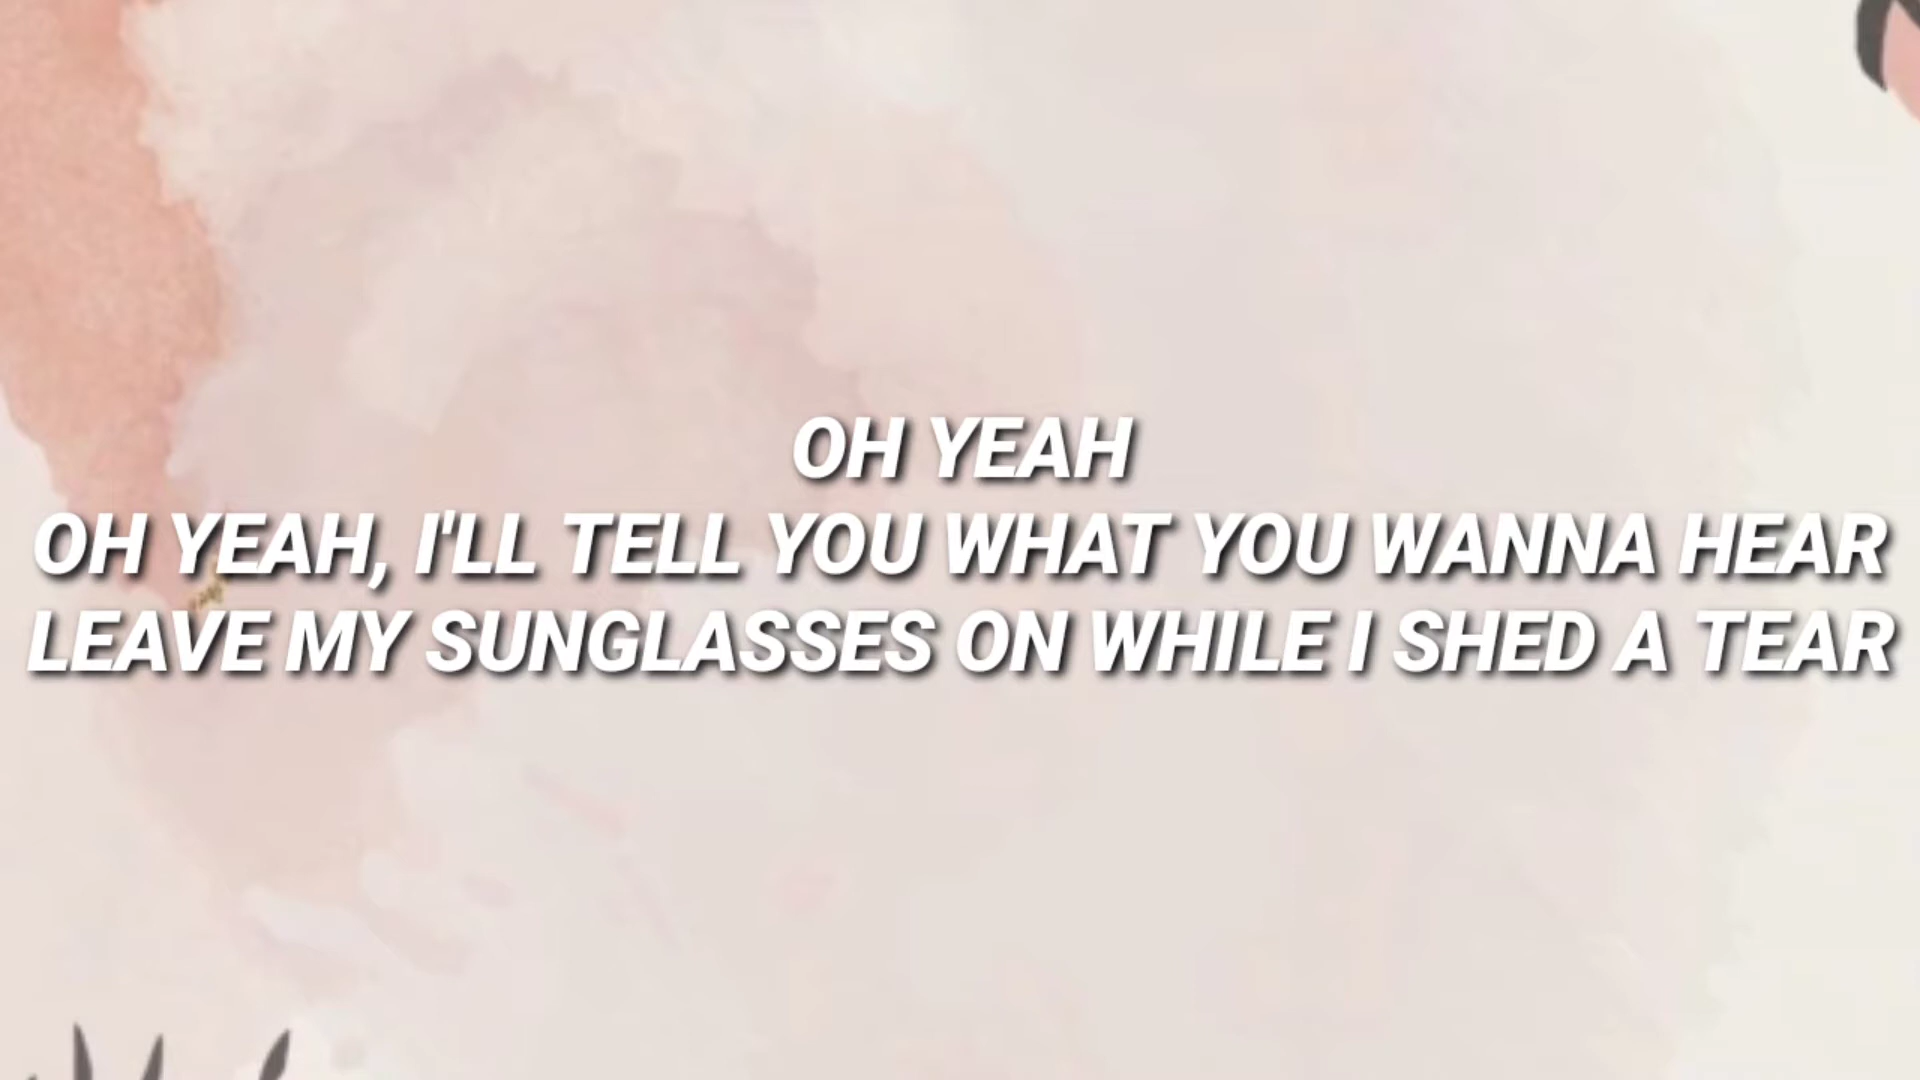 OH YEAH
OH YEAH, I'LL TELL YOU WHAT YOU WANNA HEAR
LEAVE MY SUNGLASSES ON WHILE I SHED A TEAR